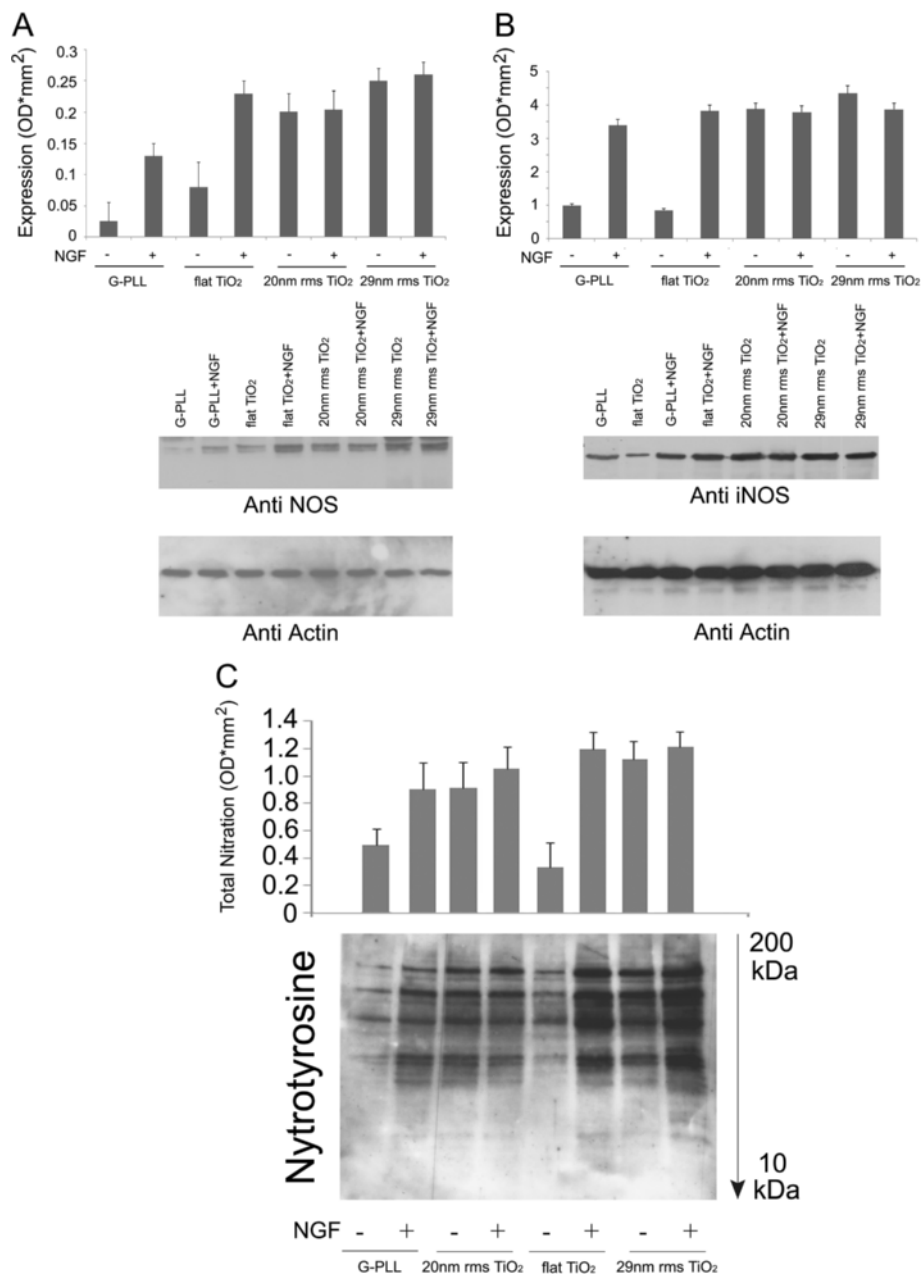 A
Expression (OD*mm²)
0.3
0.25
0.2
0.15
0.1
0.05
0
NGF - + - + - + - +
G-PLL flat TiO₂ 20nm rms TiO₂ 29nm rms TiO₂
G-PLL
G-PLL+NGF
flat TiO₂
flat TiO₂+NGF
20nm rms TiO₂
20nm rms TiO₂+NGF
29nm rms TiO₂
29nm rms TiO₂+NGF
Anti NOS
Anti Actin
B
Expression (OD*mm²)
5
4
3
2
1
0
NGF - + - + - + - +
G-PLL flat TiO₂ 20nm rms TiO₂ 29nm rms TiO₂
G-PLL
flat TiO₂
G-PLL+NGF
flat TiO₂+NGF
20nm rms TiO₂
20nm rms TiO₂+NGF
29nm rms TiO₂
29nm rms TiO₂+NGF
Anti iNOS
Anti Actin
C
Total Nitration (OD*mm²)
1.4
1.2
1.0
0.8
0.6
0.4
0.2
0
Nytrotyrosine
200
kDa
10
kDa
NGF - + - + - + - +
G-PLL 20nm rms TiO₂ flat TiO₂ 29nm rms TiO₂